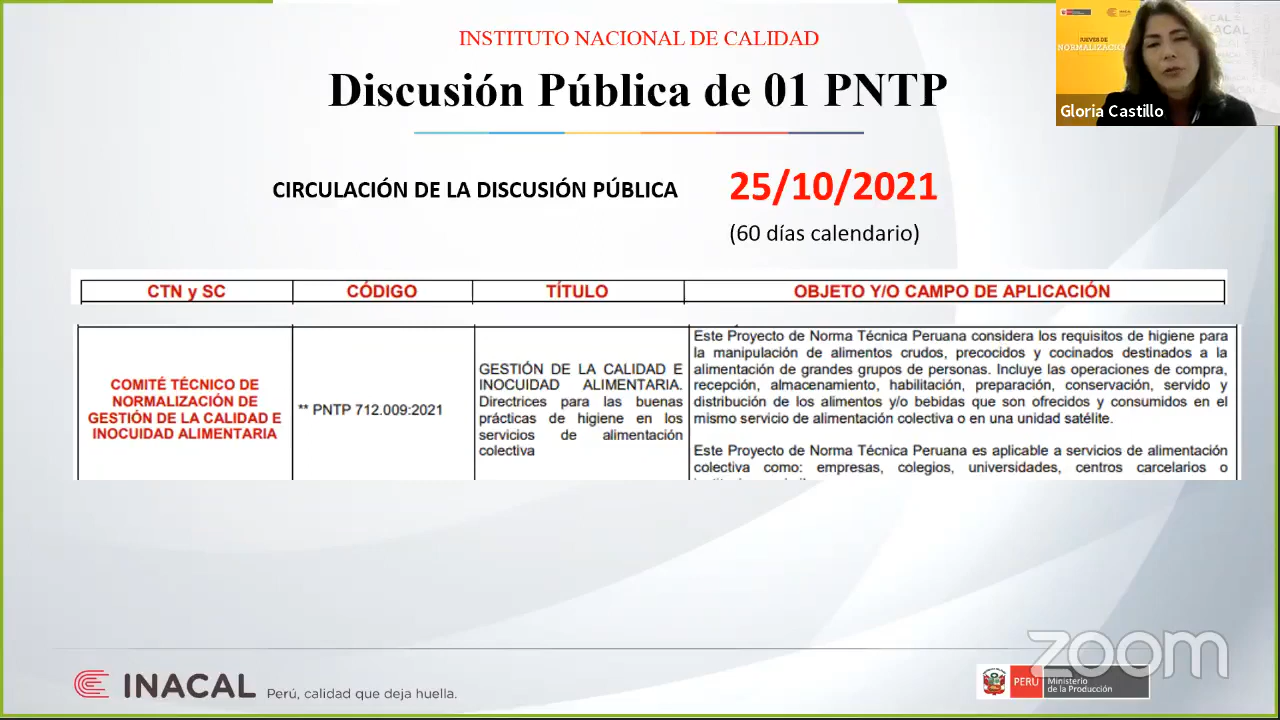 INSTITUTO NACIONAL DE CALIDAD
Discusión Pública de 01 PNTP
JUEVES DE
NORMALIZACIÓ
Gloria Castillo
CIRCULACIÓN DE LA DISCUSIÓN PÚBLICA
25/10/2021
(60 días calendario)
CTN y SC
CÓDIGO
TÍTULO
OBJETO Y/O CAMPO DE APLICACIÓN
COMITÉ TÉCNICO DE
NORMALIZACIÓN DE
GESTIÓN DE LA CALIDAD E
INOCUIDAD ALIMENTARIA
** PNTP 712.009:2021
GESTIÓN DE LA CALIDAD E
INOCUIDAD ALIMENTARIA.
Directrices para las buenas
prácticas de higiene en los
servicios de alimentación
colectiva
Este Proyecto de Norma Técnica Peruana considera los requisitos de higiene para
la manipulación de alimentos crudos, precocidos y cocinados destinados a la
alimentación de grandes grupos de personas. Incluye las operaciones de compra,
recepción, almacenamiento, habilitación, preparación, conservación, servido y
distribución de los alimentos y/o bebidas que son ofrecidos y consumidos en el
mismo servicio de alimentación colectiva o en una unidad satélite.
Este Proyecto de Norma Técnica Peruana es aplicable a servicios de alimentación
colectiva como: empresas, colegios, universidades, centros carcelarios o
zoom
INACAL
Perú, calidad que deja huella.
PERÚ
Ministerio
de la Producción